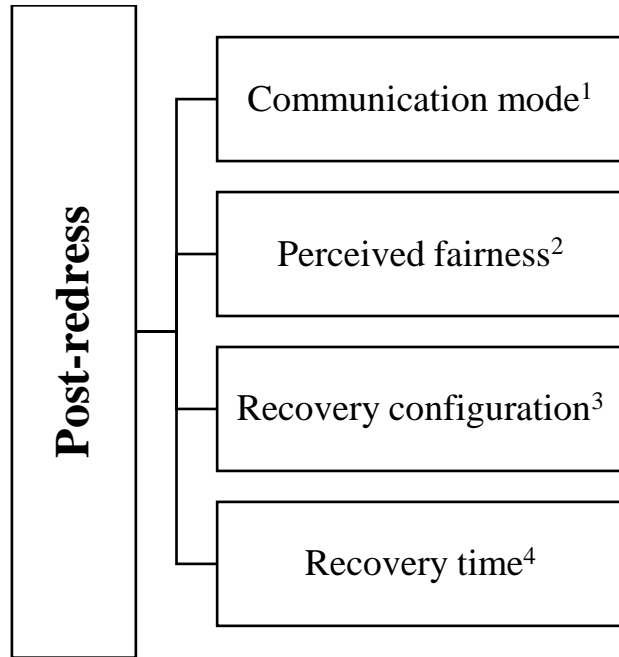 Post-redress
Communication mode¹
Perceived fairness²
Recovery configuration³
Recovery time⁴